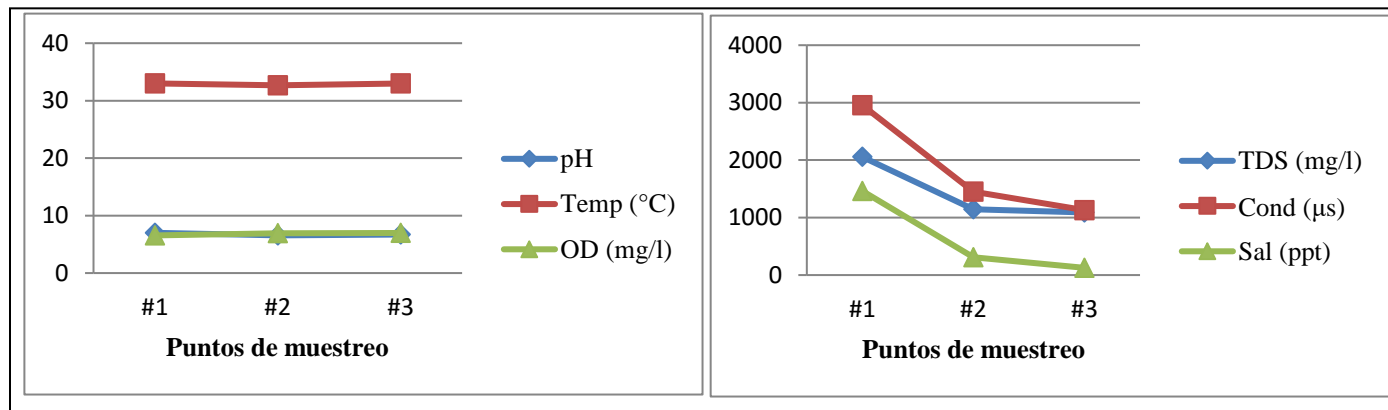 40
30
20
10
0
#1 #2 #3
Puntos de muestreo
pH
Temp (°C)
OD (mg/l)
4000
3000
2000
1000
0
#1 #2 #3
Puntos de muestreo
TDS (mg/l)
Cond (µs)
Sal (ppt)